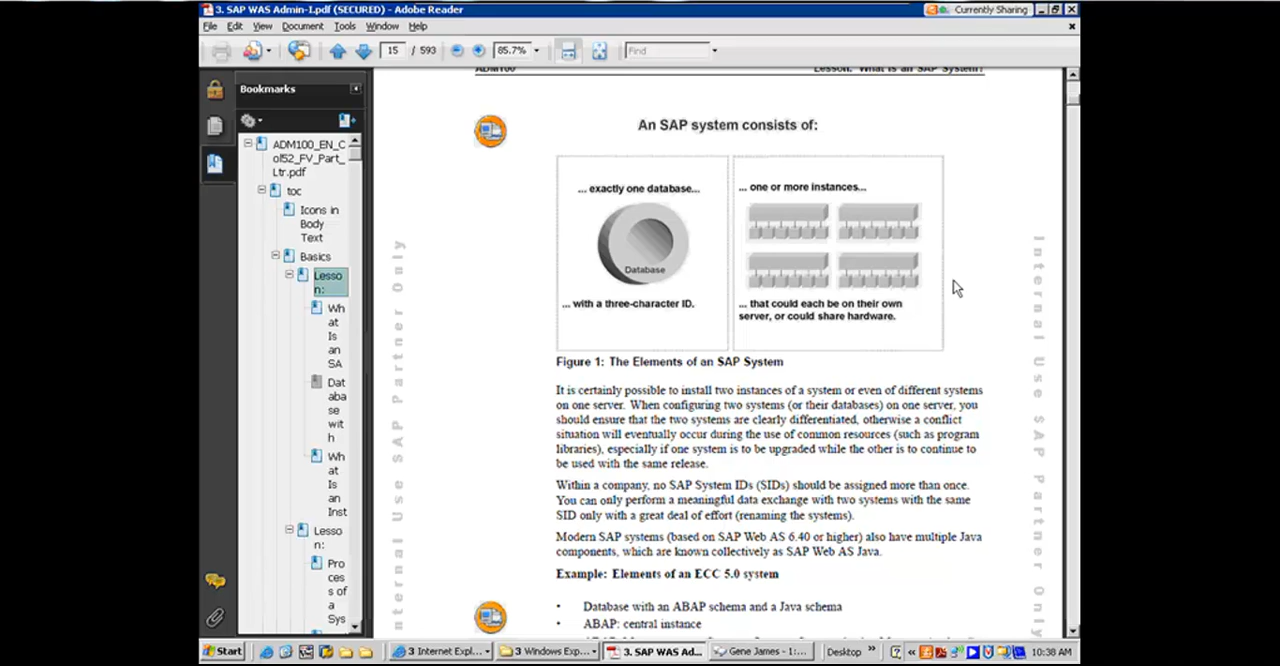 3. SAP WAS Admin-I.pdf (SECURED) - Adobe Reader
Currently Sharing
File Edit View Document Tools Window Help
15 / 593 85.7% Find
Bookmarks
ADM100_EN_C
ol52_FV_Part_
Ltr.pdf
toc
Icons in
Body
Text
Basics
Lesso
n:
Wh
at
Is
an
SA
Dat
aba
se
wit
h
Wh
at
Is
an
Inst
Lesso
n:
Pro
ces
s of
a
Sys
ADM100 Lesson: What is an SAP System?
An SAP system consists of:
... exactly one database...
Database
... with a three-character ID.
... one or more instances...
... that could each be on their own
server, or could share hardware.
Figure 1: The Elements of an SAP System
It is certainly possible to install two instances of a system or even of different systems
on one server. When configuring two systems (or their databases) on one server, you
should ensure that the two systems are clearly differentiated, otherwise a conflict
situation will eventually occur during the use of common resources (such as program
libraries), especially if one system is to be upgraded while the other is to continue to
be used with the same release.
Within a company, no SAP System IDs (SIDs) should be assigned more than once.
You can only perform a meaningful data exchange with two systems with the same
SID only with a great deal of effort (renaming the systems).
Modern SAP systems (based on SAP Web AS 6.40 or higher) also have multiple Java
components, which are known collectively as SAP Web AS Java.
Example: Elements of an ECC 5.0 system
• Database with an ABAP schema and a Java schema
• ABAP: central instance
nternal Use SAP Partner Only
Internal Use SAP Partner Only
Start 3 Internet Expl... 3 Windows Exp... 3. SAP WAS Ad... Gene James - 1:... Desktop » « 10:38 AM